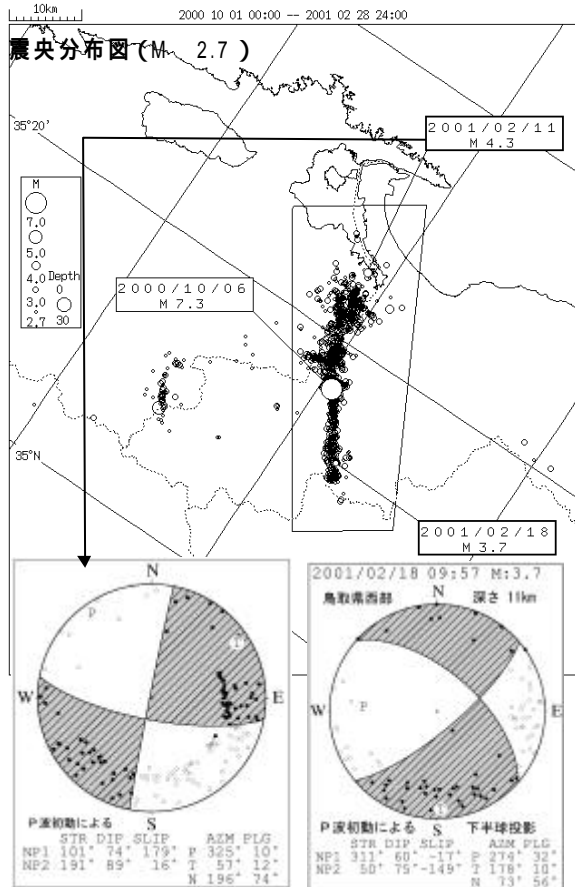 10km
2000 10 01 00:00 -- 2001 02 28 24:00
震央分布図(M 2.7)
35°20'
2001/02/11
M 4.3
M
7.0
5.0
4.0
3.0
2.7
Depth
0
30
2000/10/06
M 7.3
35°N
2001/02/18
M 3.7
N
P
T
W
E
S
P波初動による
STR DIP SLIP AZM PLG
NP1 101° 74° 179° P 325° 10°
NP2 191° 89° 16° T 57° 12°
N 196° 74°
2001/02/18 09:57 M:3.7
鳥取県西部 深さ 11km
N
W
P
E
T
S
P波初動による 下半球投影
STR DIP SLIP AZM PLG
NP1 311° 60° -17° P 274° 32°
NP2 50° 75° -149° T 178° 10°
N 73° 56°